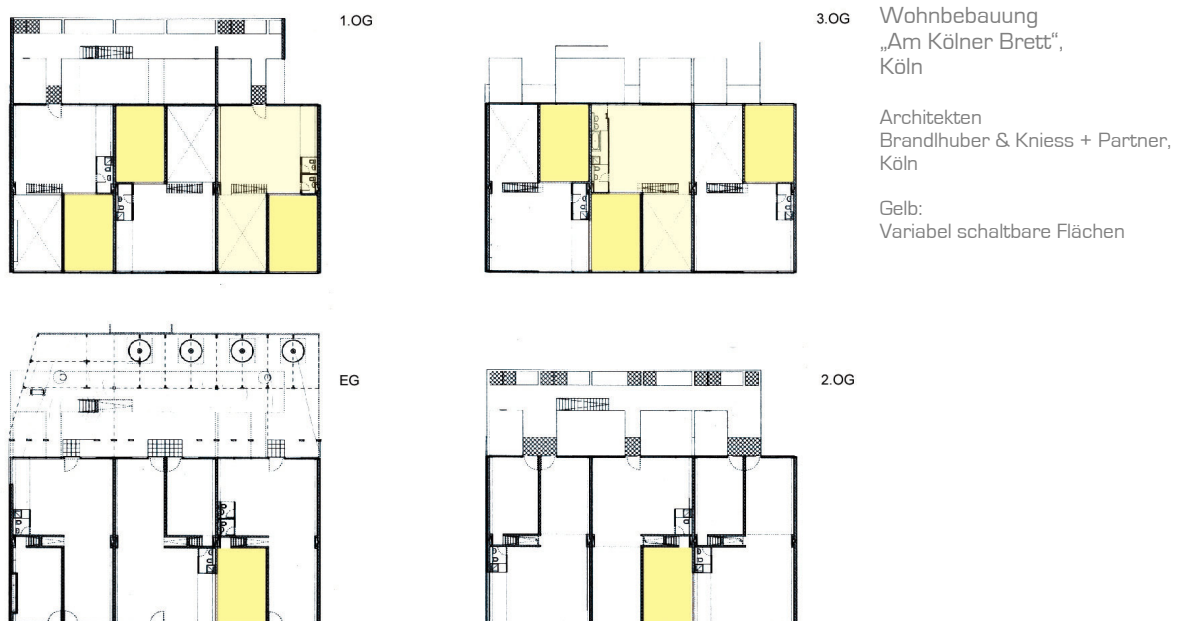 1.OG
3.OG
Wohnbebauung
„Am Kölner Brett“,
Köln
Architekten
Brandlhuber & Kniess + Partner,
Köln
Gelb:
Variabel schaltbare Flächen
EG
2.OG